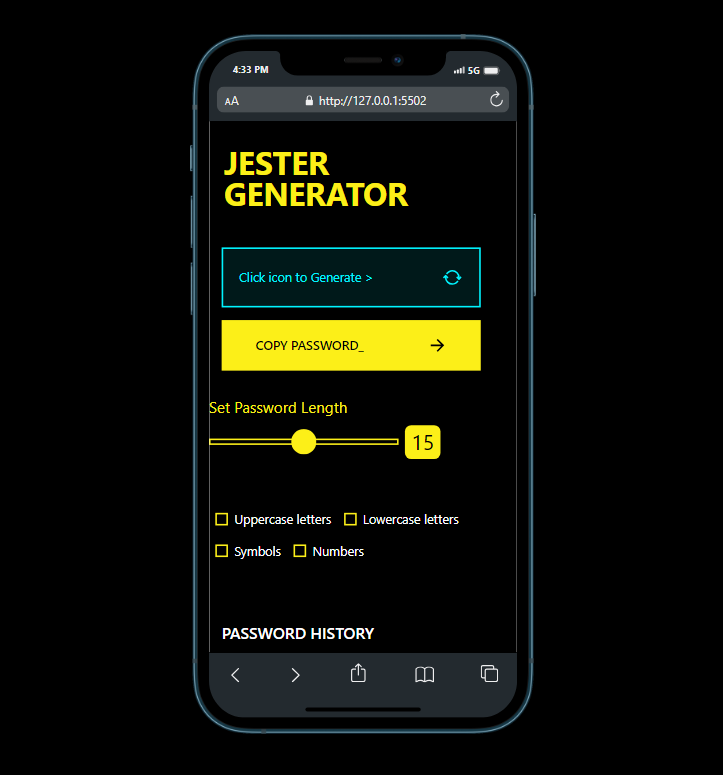 4:33 PM 5G
AA http://127.0.0.1:5502
JESTER
GENERATOR
Click icon to Generate >
COPY PASSWORD_
Set Password Length
15
Uppercase letters Lowercase letters
Symbols Numbers
PASSWORD HISTORY